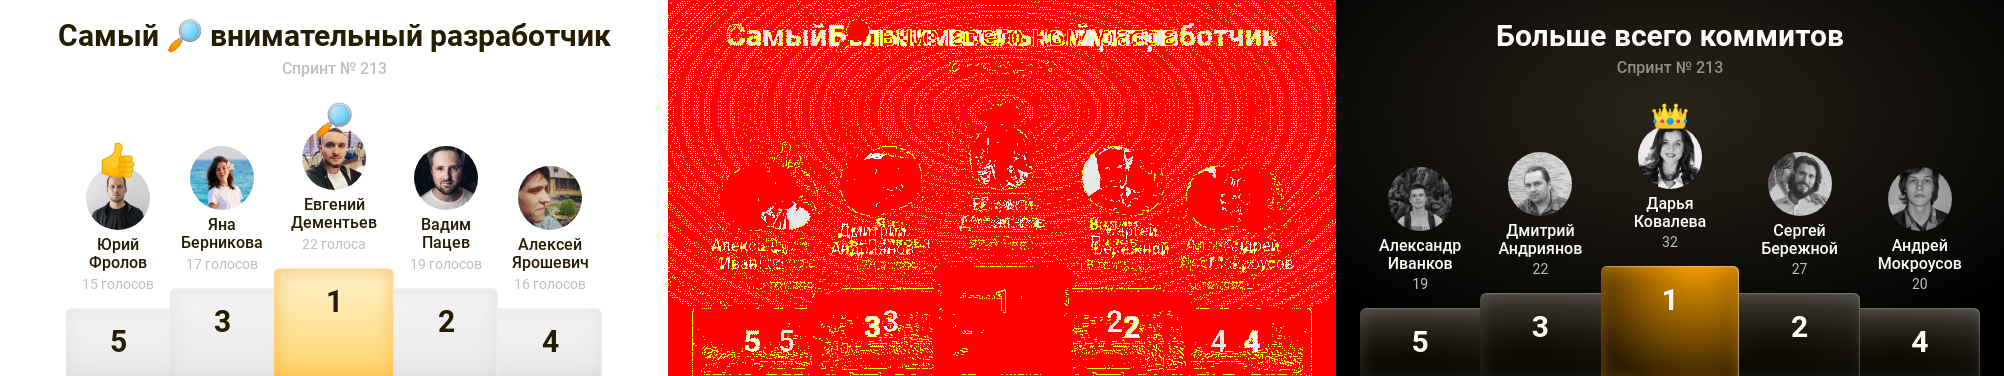 Самый внимательный разработчик
Спринт № 213
Евгений
Дементьев
22 голоса
Яна
Берникова
17 голосов
Вадим
Пацев
19 голосов
Юрий
Фролов
15 голосов
Алексей
Ярошевич
16 голосов
1
3
2
5
4
Больше всего коммитов
Спринт № 213
Дарья
Ковалева
32
Дмитрий
Андриянов
22
Сергей
Бережной
27
Александр
Иванков
19
Андрей
Мокроусов
20
1
3
2
5
4